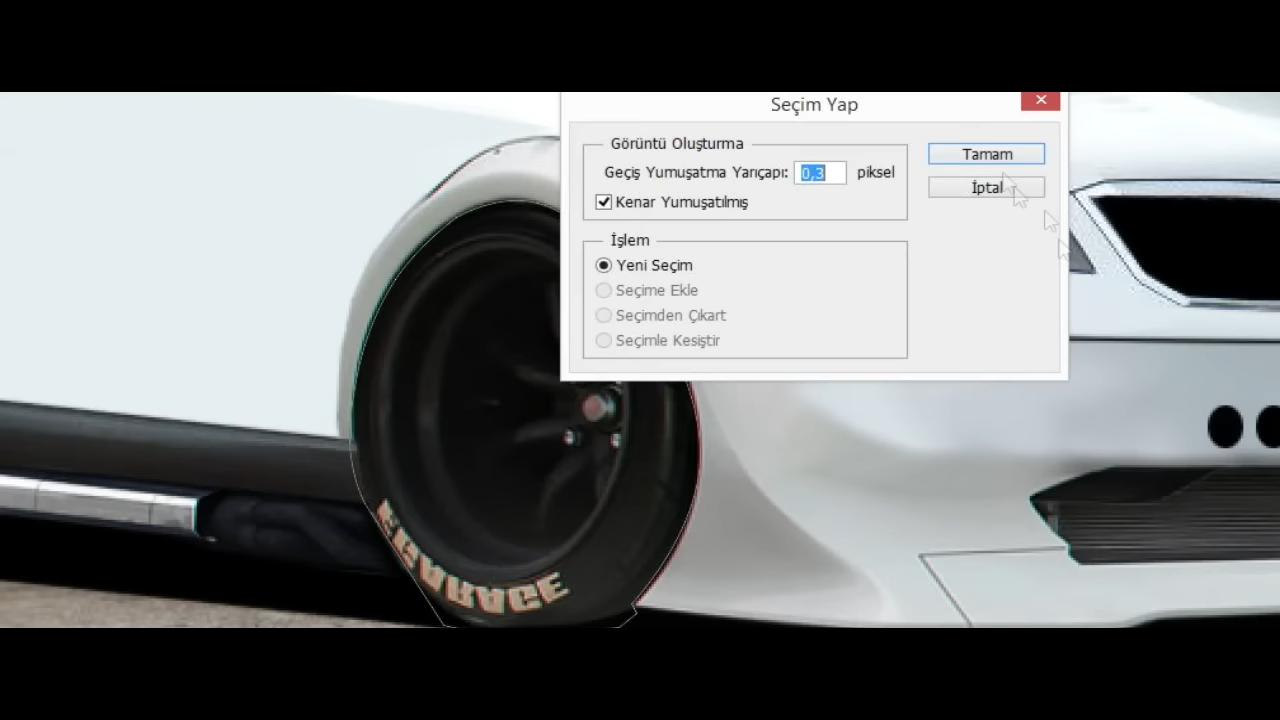 Seçim Yap
Görüntü Oluşturma
Geçiş Yumuşatma Yarıçapı: 0,3 piksel
Kenar Yumuşatılmış
Tamam
İptal
İşlem
Yeni Seçim
Seçime Ekle
Seçimden Çıkart
Seçimle Kesiştir
GARAGE